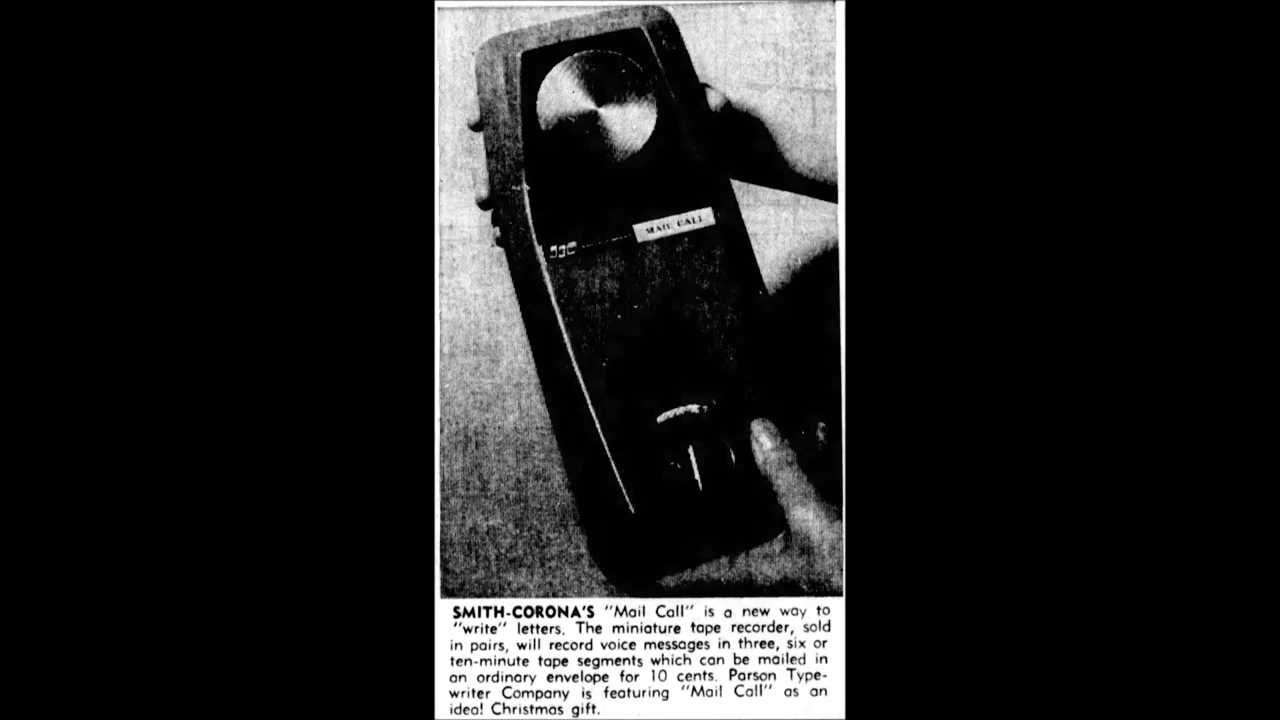 MAIL CALL
SMITH-CORONA'S "Mail Call" is a new way to
"write" letters. The miniature tape recorder, sold
in pairs, will record voice messages in three, six or
ten-minute tape segments which can be mailed in
an ordinary envelope for 10 cents. Parson Type-
writer Company is featuring "Mail Call" as an
idea! Christmas gift.